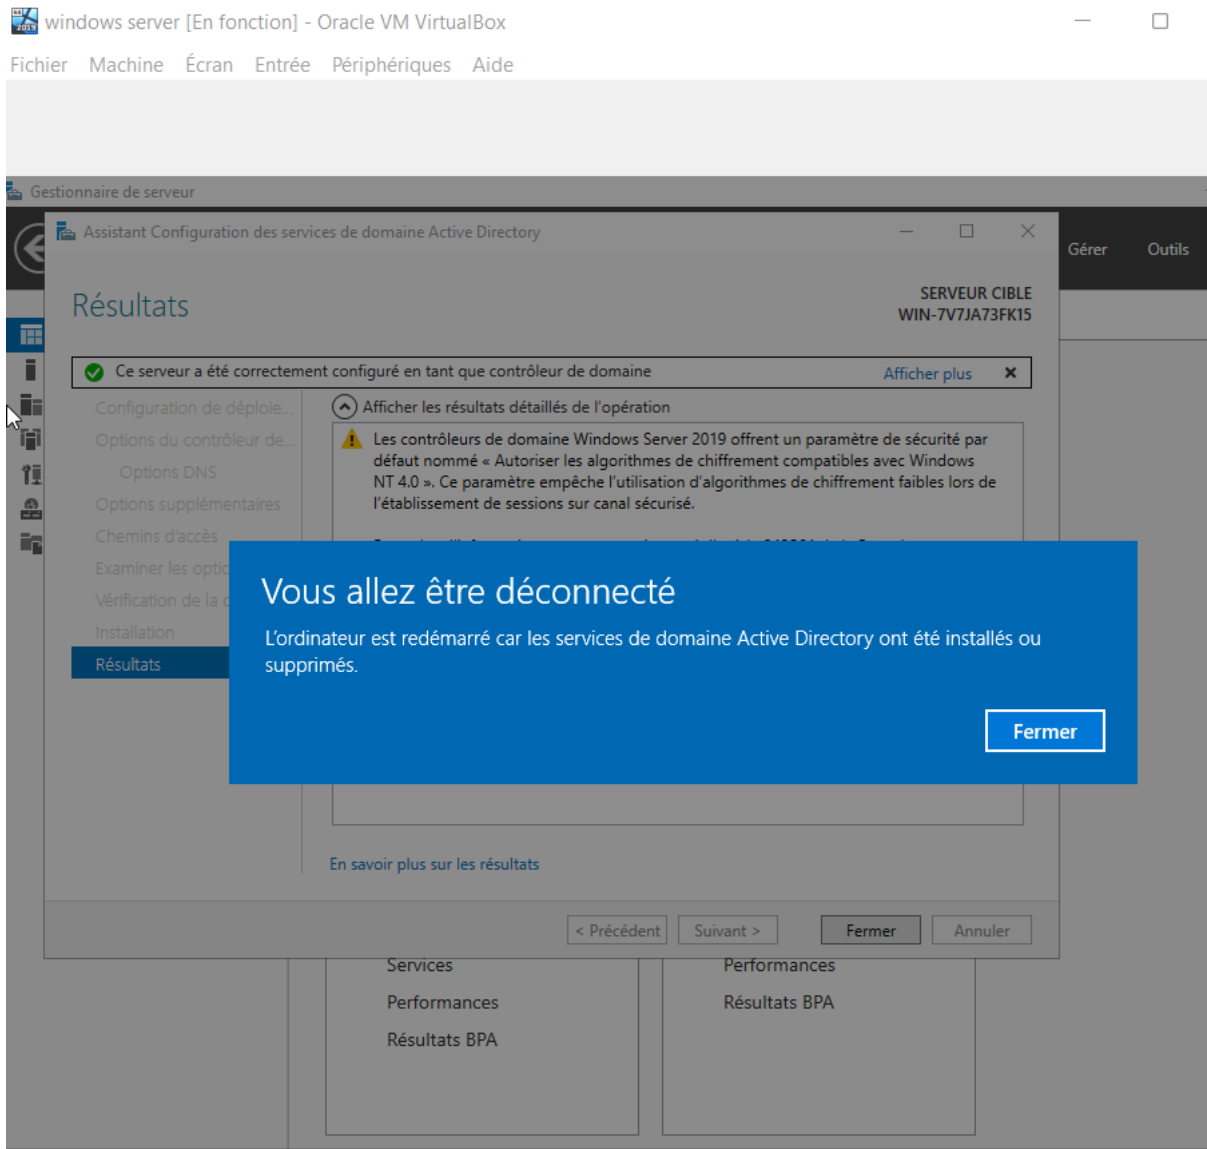 windows server [En fonction] - Oracle VM VirtualBox
Fichier Machine Écran Entrée Périphériques Aide
Gestionnaire de serveur
Assistant Configuration des services de domaine Active Directory
Gérer Outils
Résultats
SERVEUR CIBLE
WIN-7V7JA73FK15
Ce serveur a été correctement configuré en tant que contrôleur de domaine
Afficher plus
Configuration de déploie...
Options du contrôleur de...
Options DNS
Options supplémentaires
Chemins d'accès
Examiner les optio
Vérification de la
Installation
Résultats
Afficher les résultats détaillés de l'opération
Les contrôleurs de domaine Windows Server 2019 offrent un paramètre de sécurité par
défaut nommé « Autoriser les algorithmes de chiffrement compatibles avec Windows
NT 4.0 ». Ce paramètre empêche l'utilisation d'algorithmes de chiffrement faibles lors de
l'établissement de sessions sur canal sécurisé.
Vous allez être déconnecté
L'ordinateur est redémarré car les services de domaine Active Directory ont été installés ou
supprimés.
Fermer
En savoir plus sur les résultats
< Précédent Suivant > Fermer Annuler
Services
Performances
Résultats BPA
Performances
Résultats BPA